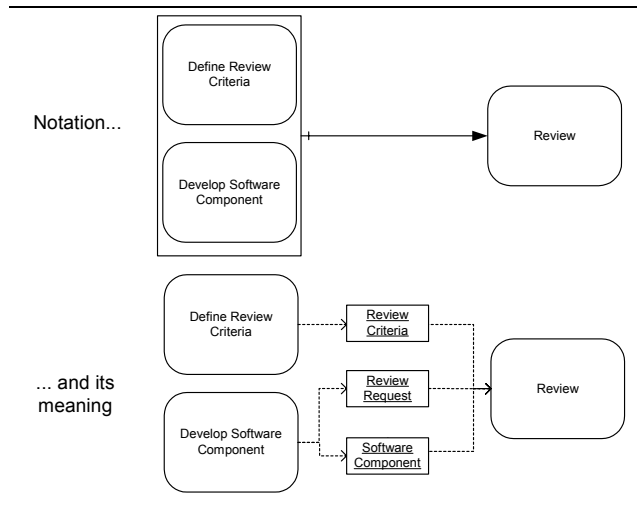 Notation...
Define Review
Criteria
Develop Software
Component
Review
... and its
meaning
Define Review
Criteria
Develop Software
Component
Review
Criteria
Review
Request
Software
Component
Review